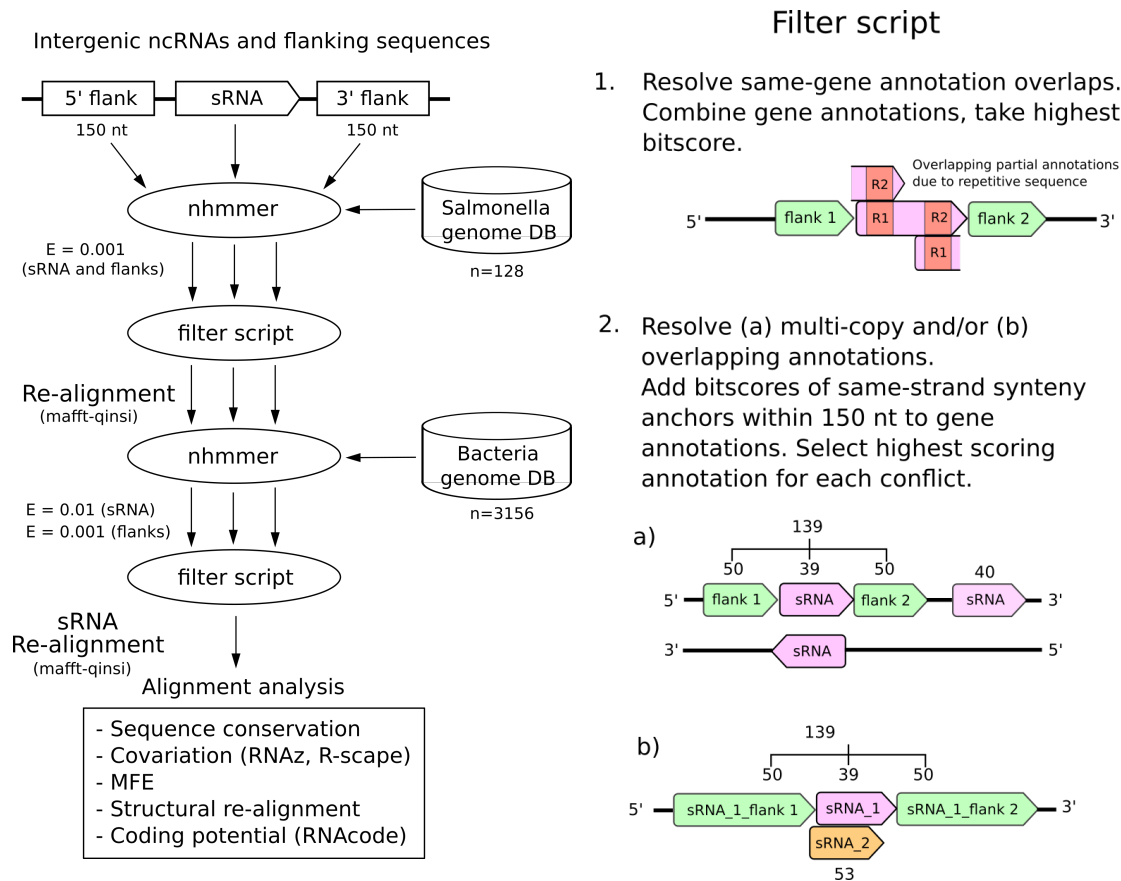 Intergenic ncRNAs and flanking sequences
5' flank
sRNA
3' flank
150 nt
150 nt
nhmmer
Salmonella
genome DB
n=128
E = 0.001
(sRNA and flanks)
filter script
Re-alignment
(mafft-qinsi)
nhmmer
Bacteria
genome DB
n=3156
E = 0.01 (sRNA)
E = 0.001 (flanks)
filter script
sRNA
Re-alignment
(mafft-qinsi)
Alignment analysis
- Sequence conservation
- Covariation (RNAz, R-scape)
- MFE
- Structural re-alignment
- Coding potential (RNAcode)
Filter script
1. Resolve same-gene annotation overlaps.
Combine gene annotations, take highest
bitscore.
Overlapping partial annotations
due to repetitive sequence
R2
5'
flank 1
R1
R2
flank 2
3'
R1
2. Resolve (a) multi-copy and/or (b)
overlapping annotations.
Add bitscores of same-strand synteny
anchors within 150 nt to gene
annotations. Select highest scoring
annotation for each conflict.
a)
139
50
39
50
40
5'
flank 1
sRNA
flank 2
sRNA
3'
3'
sRNA
5'
b)
139
50
39
50
5'
sRNA_1_flank 1
sRNA_1
sRNA_1_flank 2
3'
sRNA_2
53